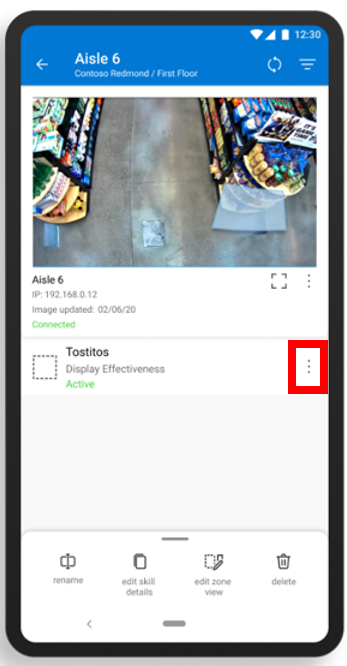 12:30
Aisle 6
Contoso Redmond / First Floor
Aisle 6
IP: 192.168.0.12
Image updated: 02/06/20
Connected
Tostitos
Display Effectiveness
Active
rename
edit skill
details
edit zone
view
delete